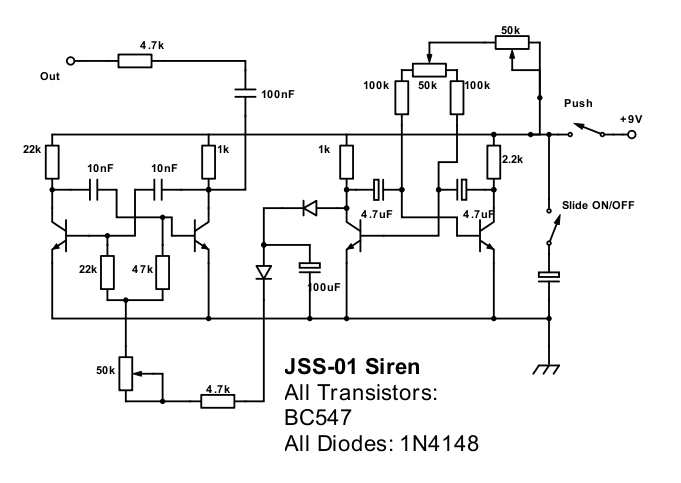 50k
4.7k
Out
100k
50k
100k
100nF
Push
+9V
22k
10nF
10nF
1k
1k
2.2k
4.7uF
4.7uF
Slide ON/OFF
22k
47k
100uF
50k
4.7k
JSS-01 Siren
All Transistors:
BC547
All Diodes: 1N4148